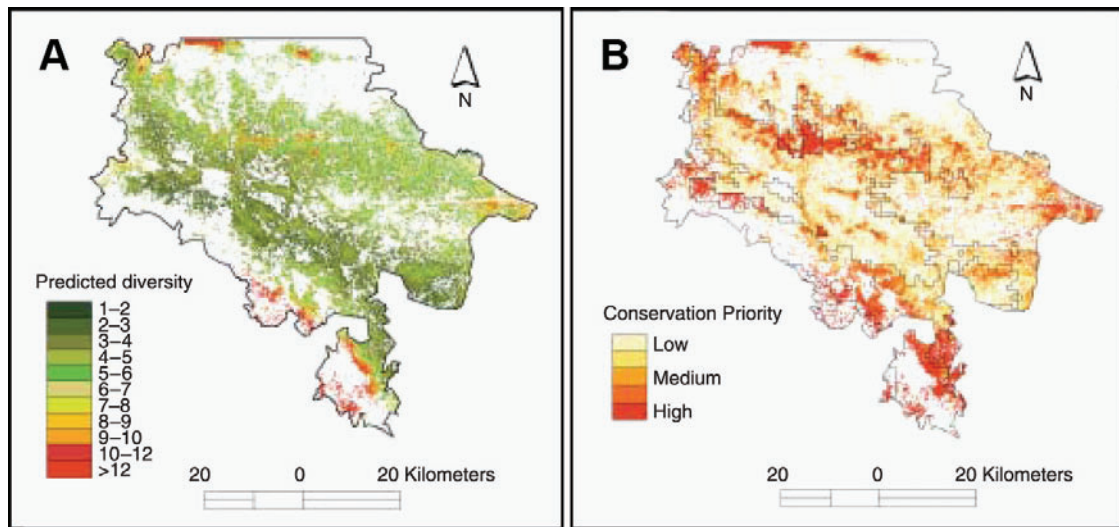 A
N
Predicted diversity
1–2
2–3
3–4
4–5
5–6
6–7
7–8
8–9
9–10
10–12
>12
20 0 20 Kilometers
B
N
Conservation Priority
Low
Medium
High
20 0 20 Kilometers